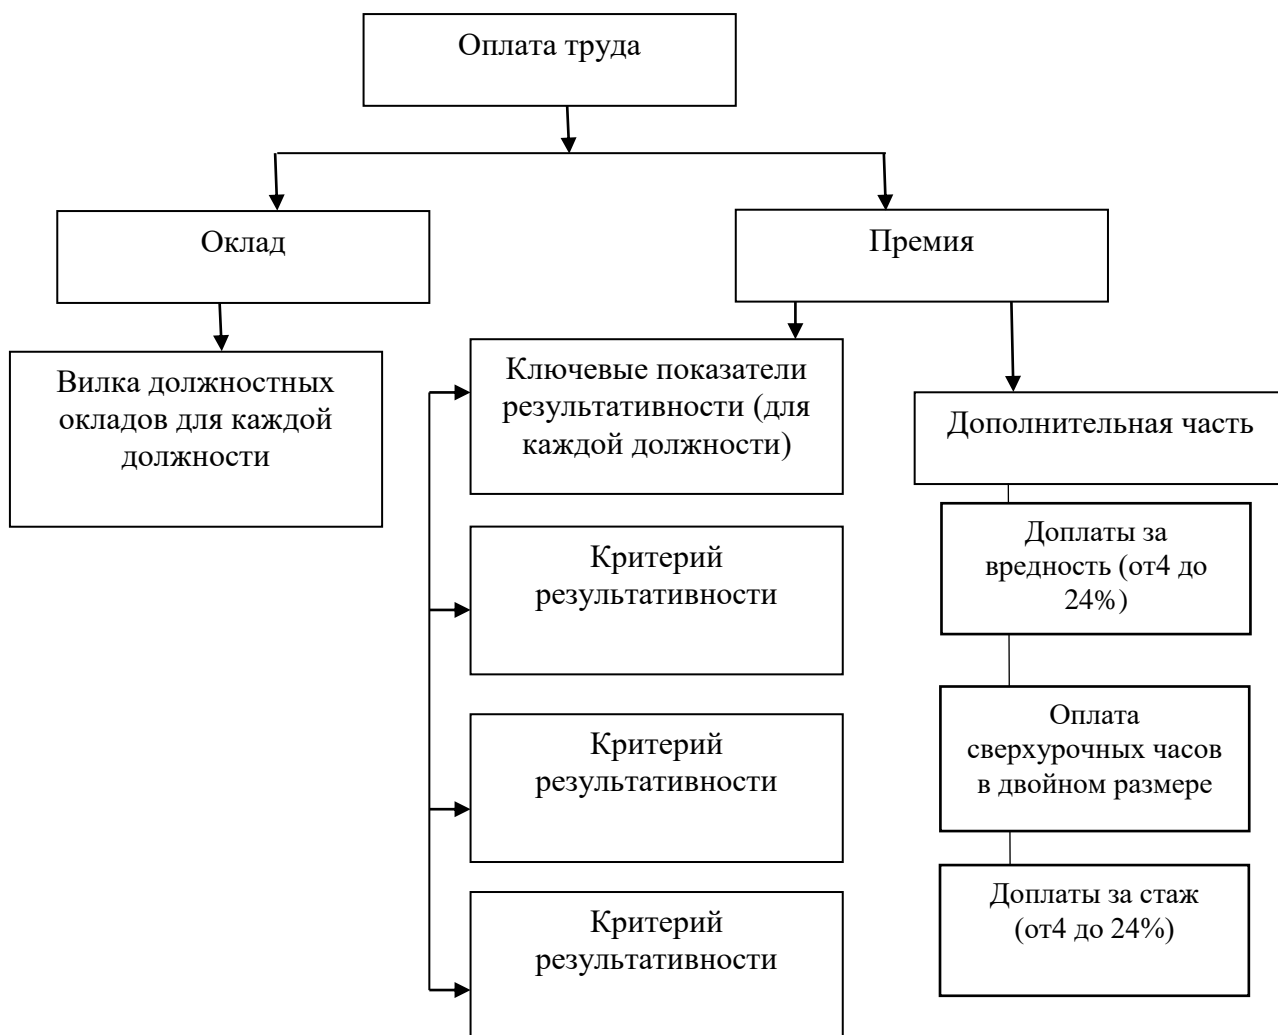 Оплата труда
Оклад
Премия
Вилка должностных
окладов для каждой
должности
Ключевые показатели
результативности (для
каждой должности)
Критерий
результативности
Критерий
результативности
Критерий
результативности
Дополнительная часть
Доплаты за
вредность (от4 до
24%)
Оплата
сверхурочных часов
в двойном размере
Доплаты за стаж
(от4 до 24%)